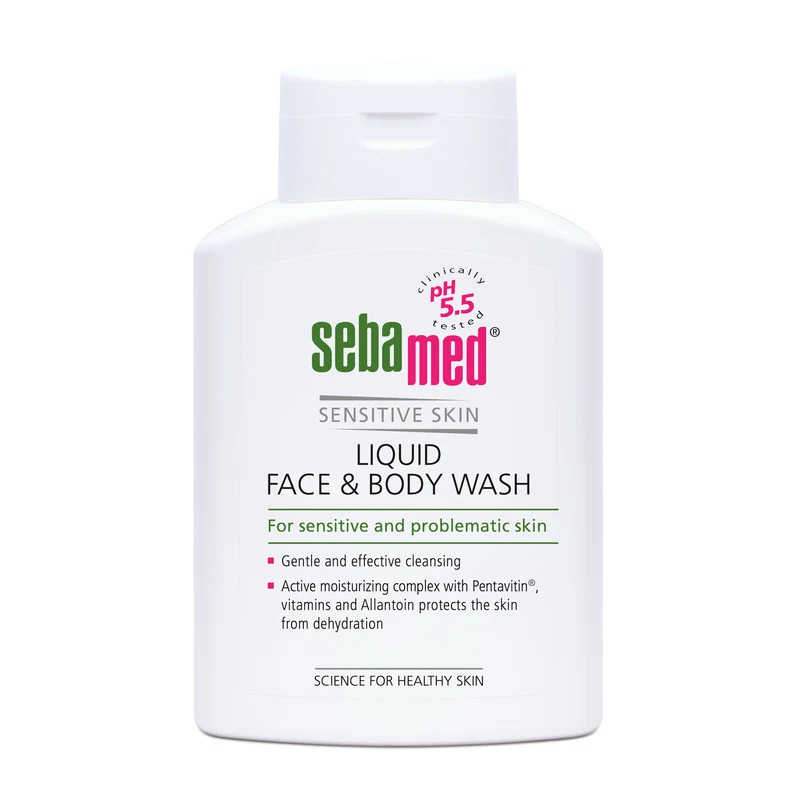 clinically
pH
5.5
tested
sebamed®
SENSITIVE SKIN
LIQUID
FACE & BODY WASH
For sensitive and problematic skin
▪ Gentle and effective cleansing
▪ Active moisturizing complex with Pentavitin®,
vitamins and Allantoin protects the skin
from dehydration
SCIENCE FOR HEALTHY SKIN